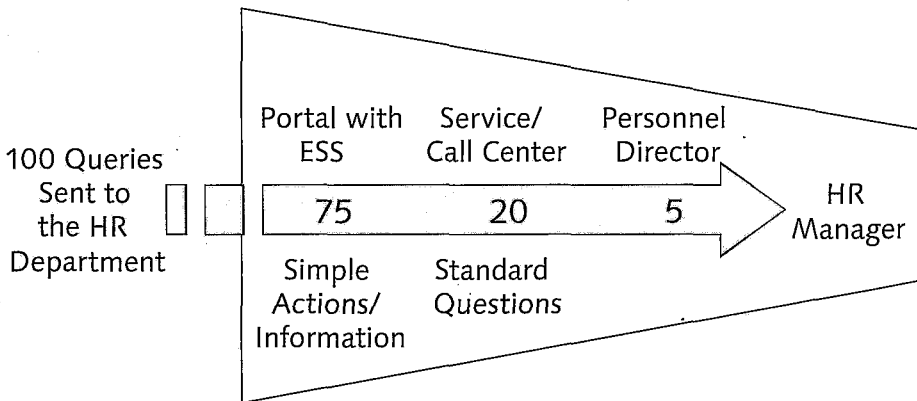 100 Queries
Sent to
the HR
Department
Portal with
ESS
Service/
Call Center
Personnel
Director
75
20
5
Simple
Actions/
Information
Standard
Questions
HR
Manager